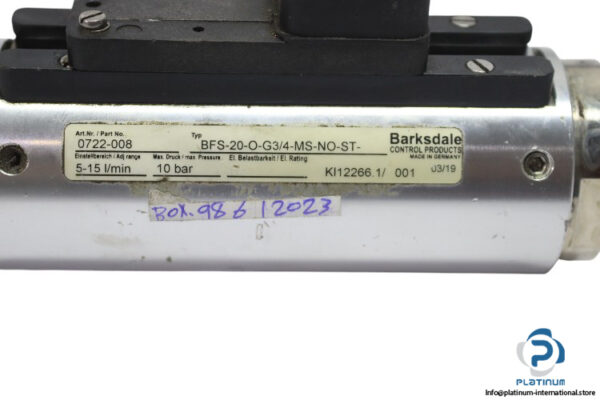 Art.Nr. / Part No. Typ
0722-008 BFS-20-O-G3/4-MS-NO-ST-
Barksdale
CONTROL PRODUCTS
MADE IN GERMANY
Einstellbereich / Adj range Max. Druck / max. Pressure El. Belastbarkeit / El. Rating
5-15 l/min 10 bar KI12266.1/ 001 03/19
BOX.98 6 12023
PLATINUM
Info@platinum-international.store